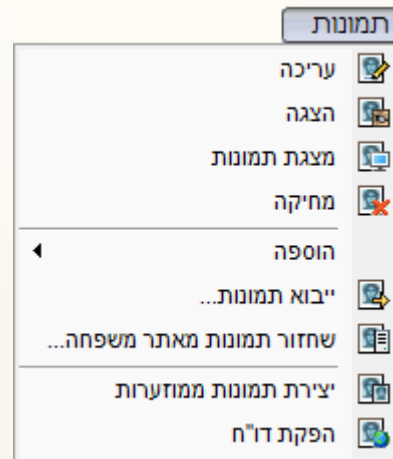 תמונות
עריכה
הצגה
מצגת תמונות
מחיקה
הוספה
ייבוא תמונות...
שחזור תמונות מאתר משפחה...
יצירת תמונות ממוזערות
הפקת דו"ח